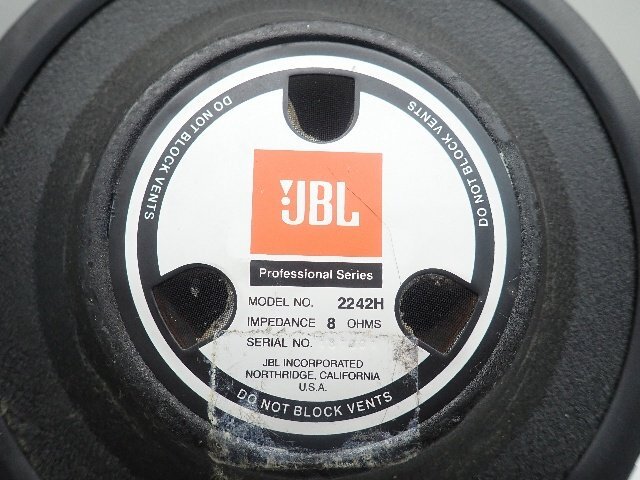 DO NOT BLOCK VENTS
DO NOT BLOCK VENTS
JBL
Professional Series
MODEL NO. 2242H
IMPEDANCE 8 OHMS
SERIAL NO.
JBL INCORPORATED
NORTHRIDGE, CALIFORNIA
U.S.A.
DO NOT BLOCK VENTS